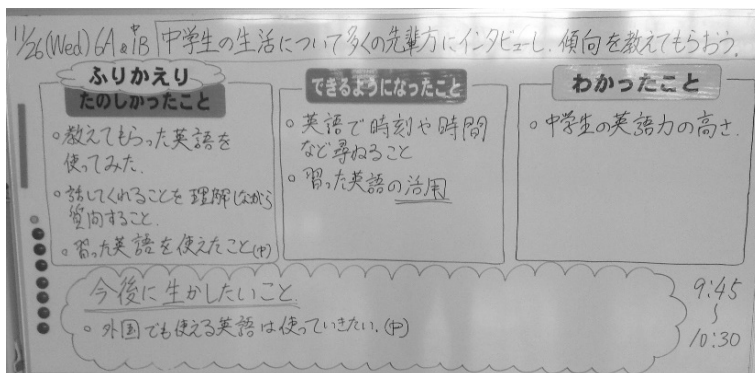 11/26(Wed) 6A & 中1B 中学生の生活について多くの先輩方にインタビューし、傾向を教えてもらおう。
ふりかえり
たのしかったこと
。教えてもらった英語を
使ってみた.
。話してくれることを理解しながら
質問すること.
。習った英語を使えたこと(中)
できるようになったこと
。英語で時刻や時間
など尋ねること
。習った英語の活用
わかったこと
。中学生の英語力の高さ.
今後に生かしたいこと
。外国でも使える英語は使っていきたい.(中)
9:45
〜
10:30